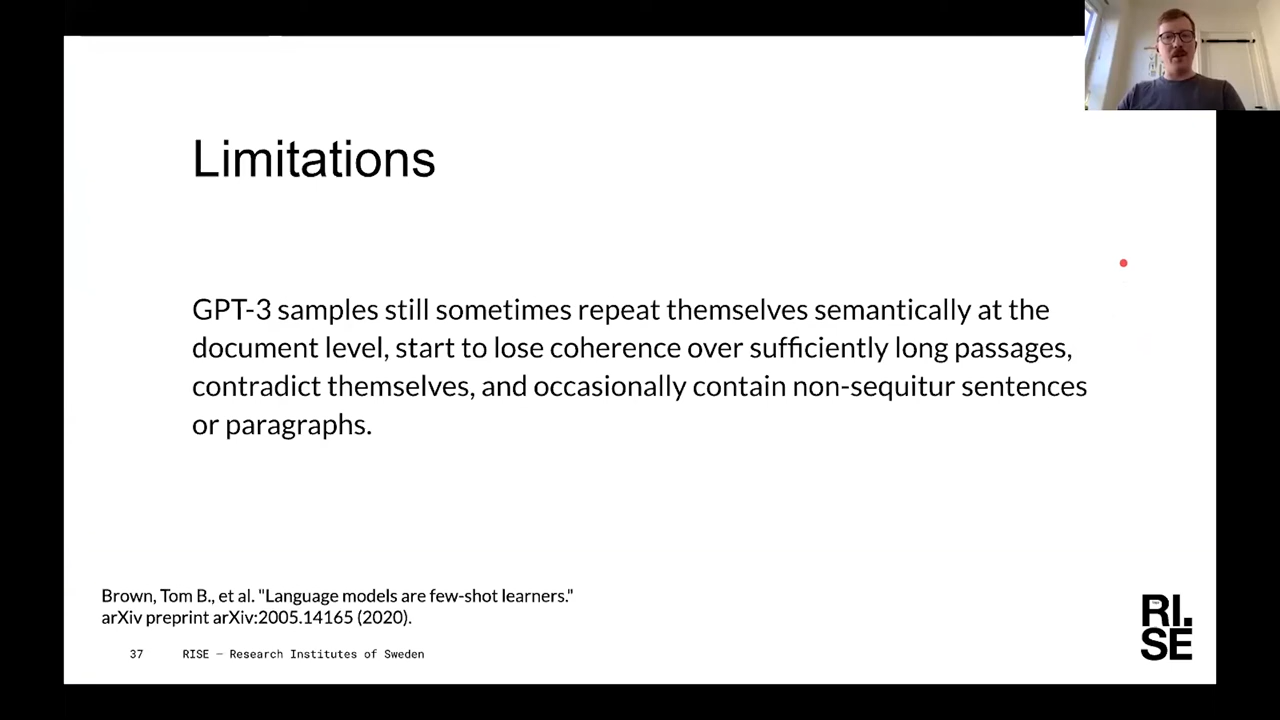 Limitations
GPT-3 samples still sometimes repeat themselves semantically at the
document level, start to lose coherence over sufficiently long passages,
contradict themselves, and occasionally contain non-sequitur sentences
or paragraphs.
Brown, Tom B., et al. "Language models are few-shot learners."
arXiv preprint arXiv:2005.14165 (2020).
37 RISE — Research Institutes of Sweden
RI.
SE